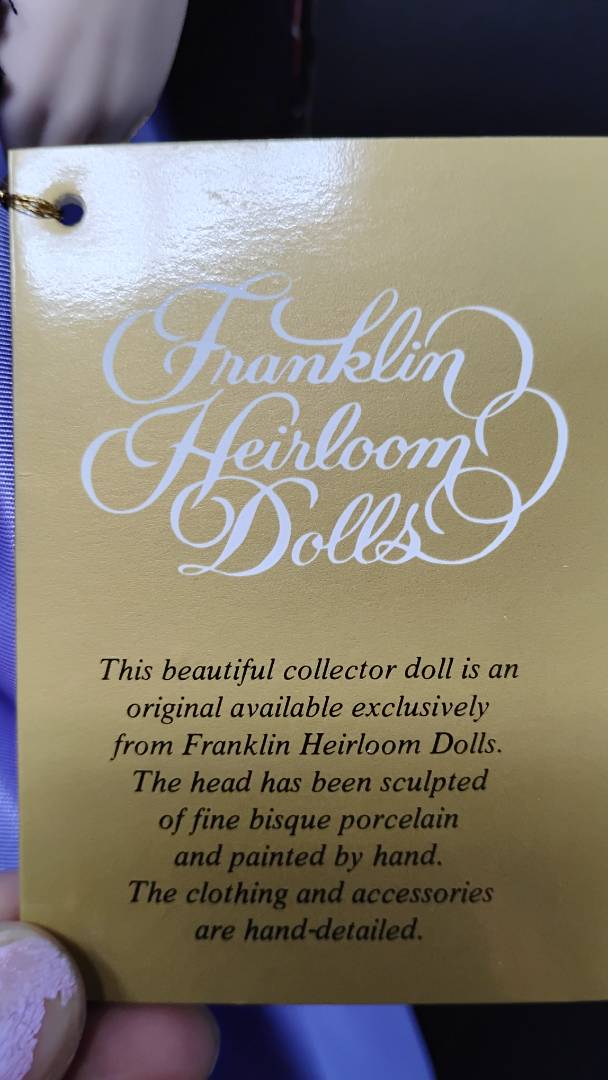 Franklin
Heirloom
Dolls
This beautiful collector doll is an
original available exclusively
from Franklin Heirloom Dolls.
The head has been sculpted
of fine bisque porcelain
and painted by hand.
The clothing and accessories
are hand-detailed.